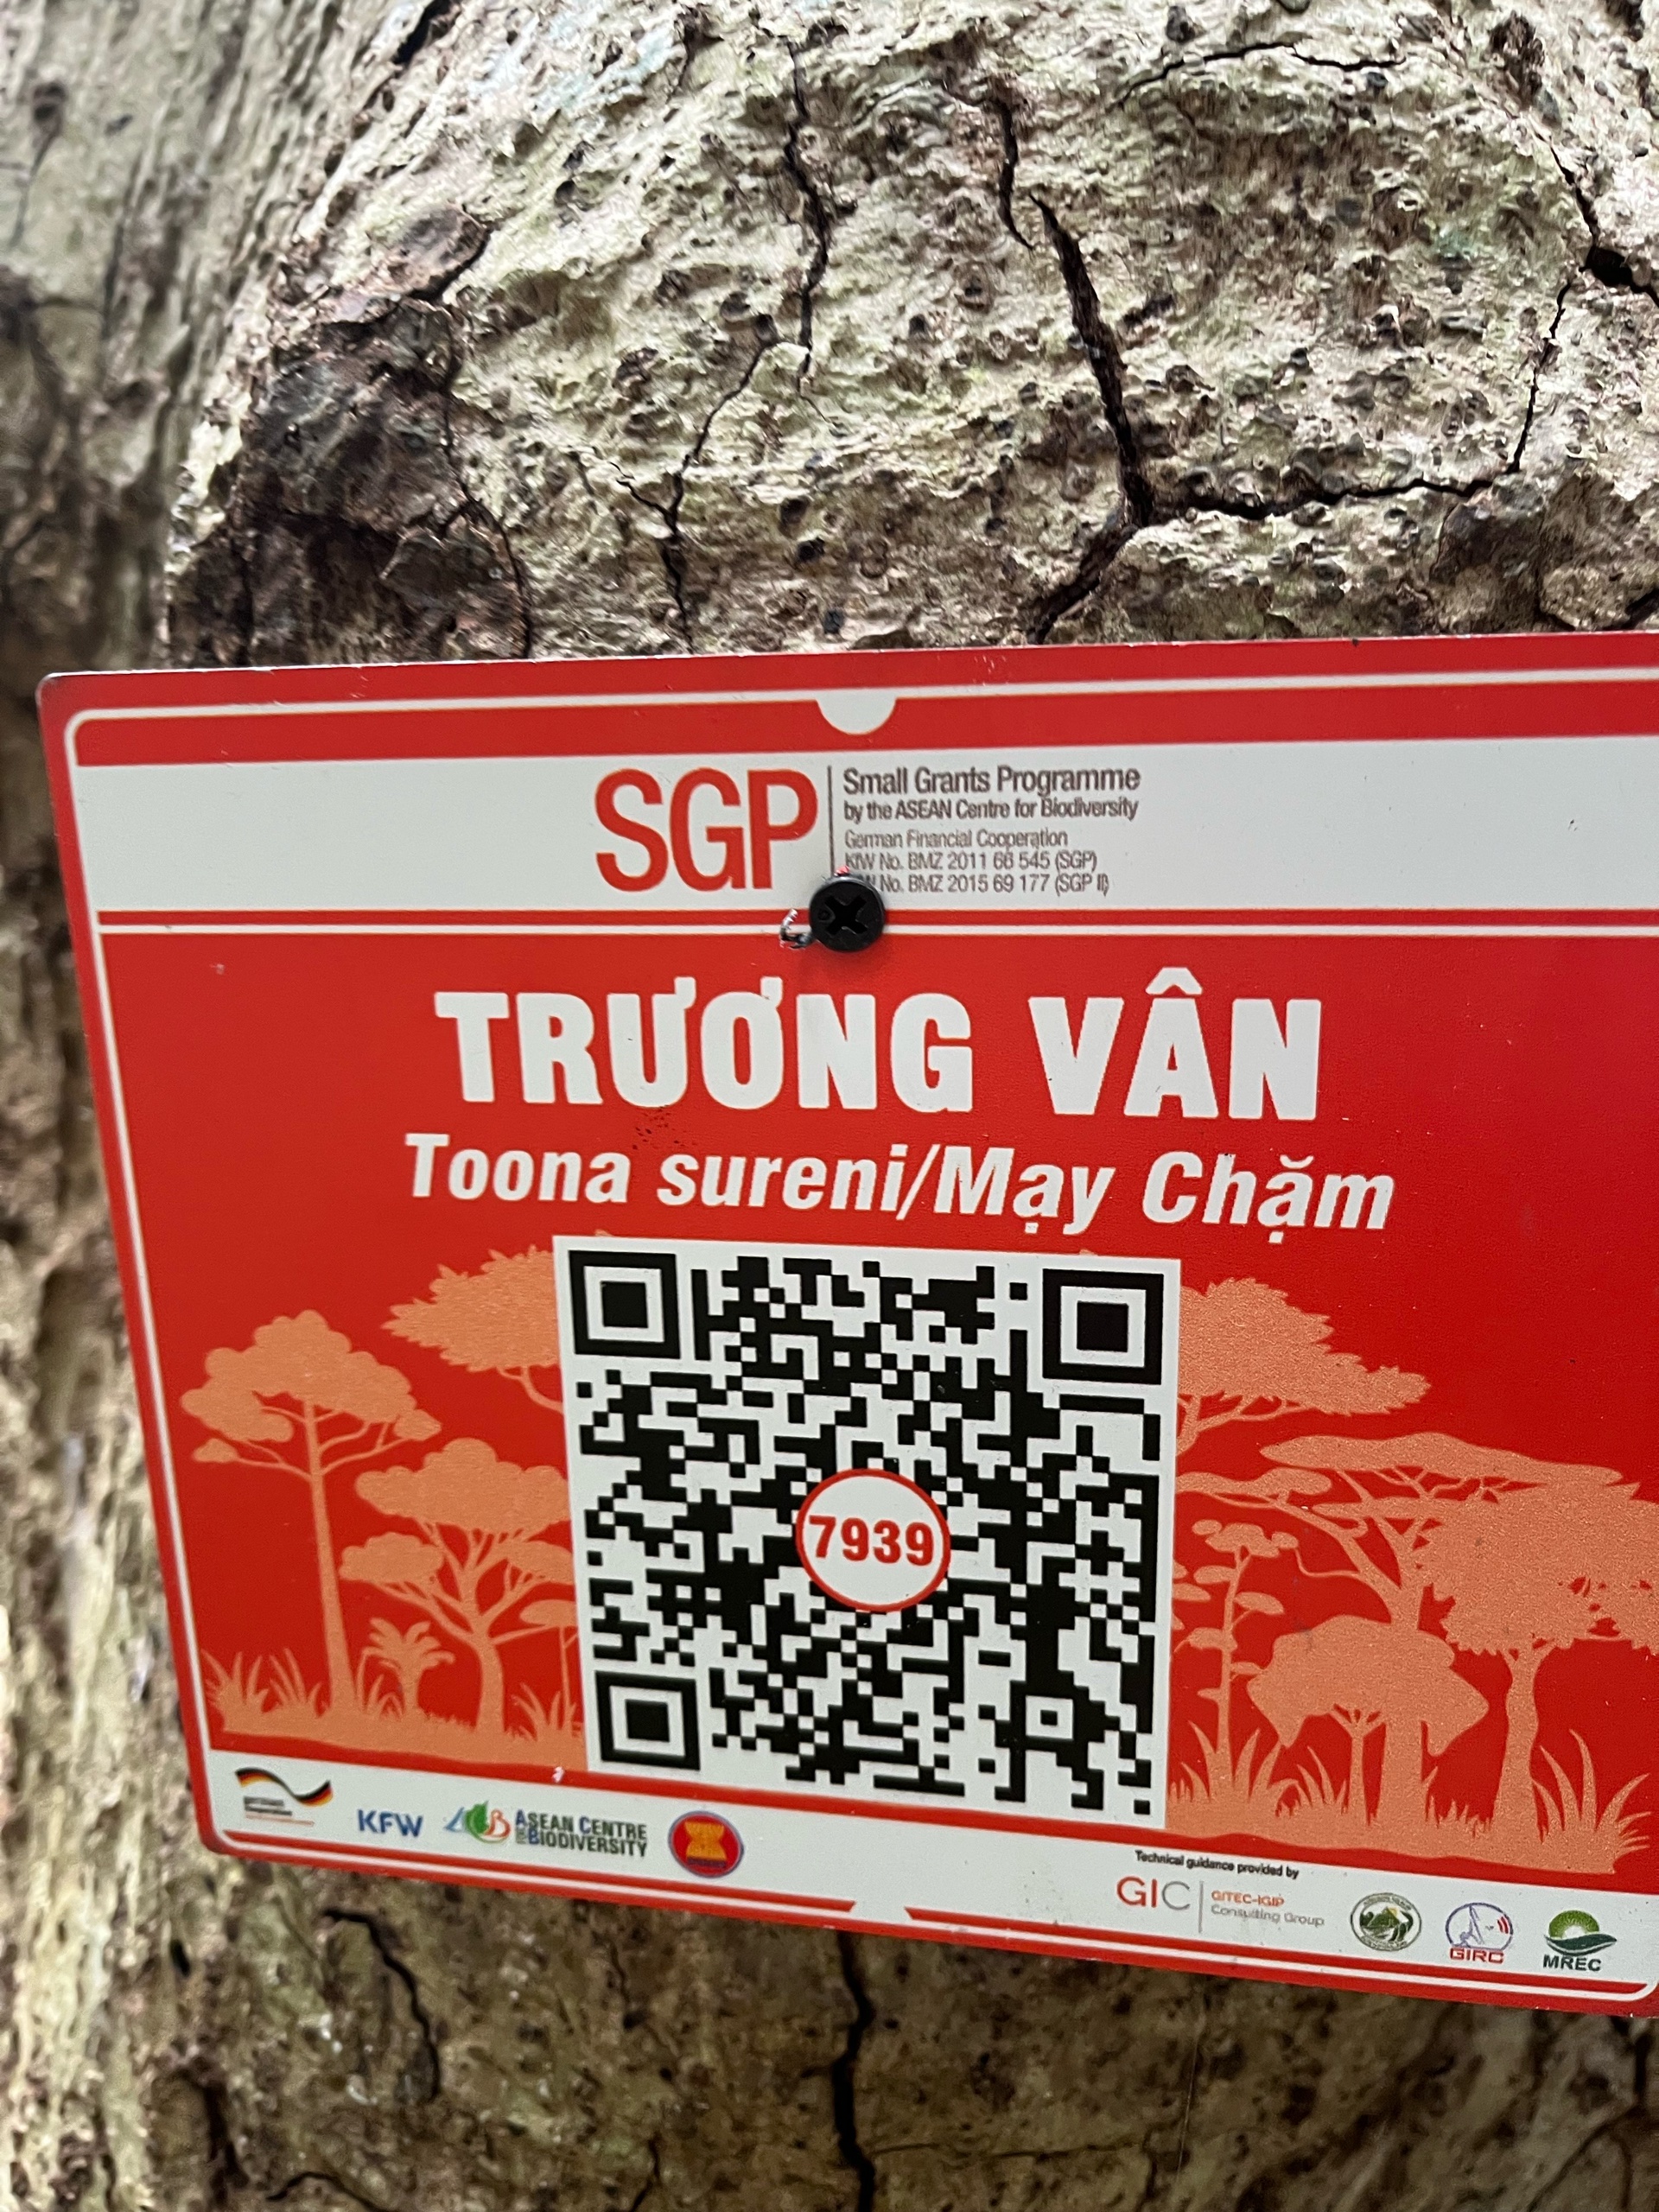 SGP
Small Grants Programme
by the ASEAN Centre for Biodiversity
German Financial Cooperation
KfW No. BMZ 2011 66 545 (SGP)
No. BMZ 2015 69 177 (SGP II)
TRƯƠNG VÂN
Toona sureni/Mạy Chặm
7939
KFW
ACB
ASEAN CENTRE
FOR BIODIVERSITY
Technical guidance provided by
GIC
GITEC-IGIP
Consulting Group
GIRC
MREC